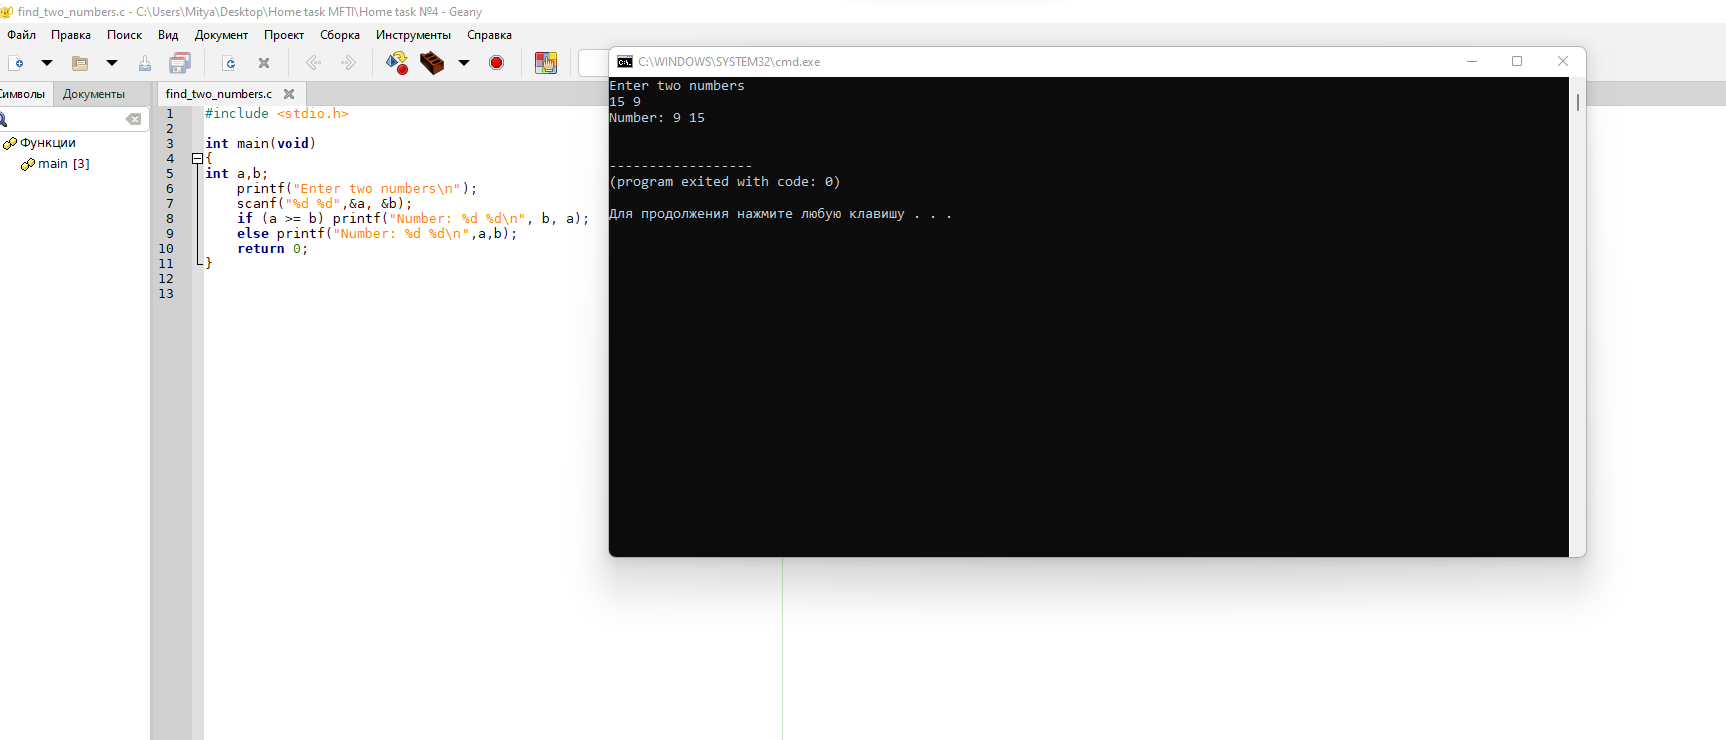 find_two_numbers.c - C:\Users\Mitya\Desktop\Home task MFTI\Home task №4 - Geany
Файл Правка Поиск Вид Документ Проект Сборка Инструменты Справка
Символы Документы
find_two_numbers.c
Функции
main [3]
1 #include <stdio.h>
2
3 int main(void)
4 {
5 int a,b;
6 printf("Enter two numbers\n");
7 scanf("%d %d",&a, &b);
8 if (a >= b) printf("Number: %d %d\n", b, a);
9 else printf("Number: %d %d\n",a,b);
10 return 0;
11 }
12
13
C:\WINDOWS\SYSTEM32\cmd.exe
Enter two numbers
15 9
Number: 9 15
------------------
(program exited with code: 0)
Для продолжения нажмите любую клавишу . . .